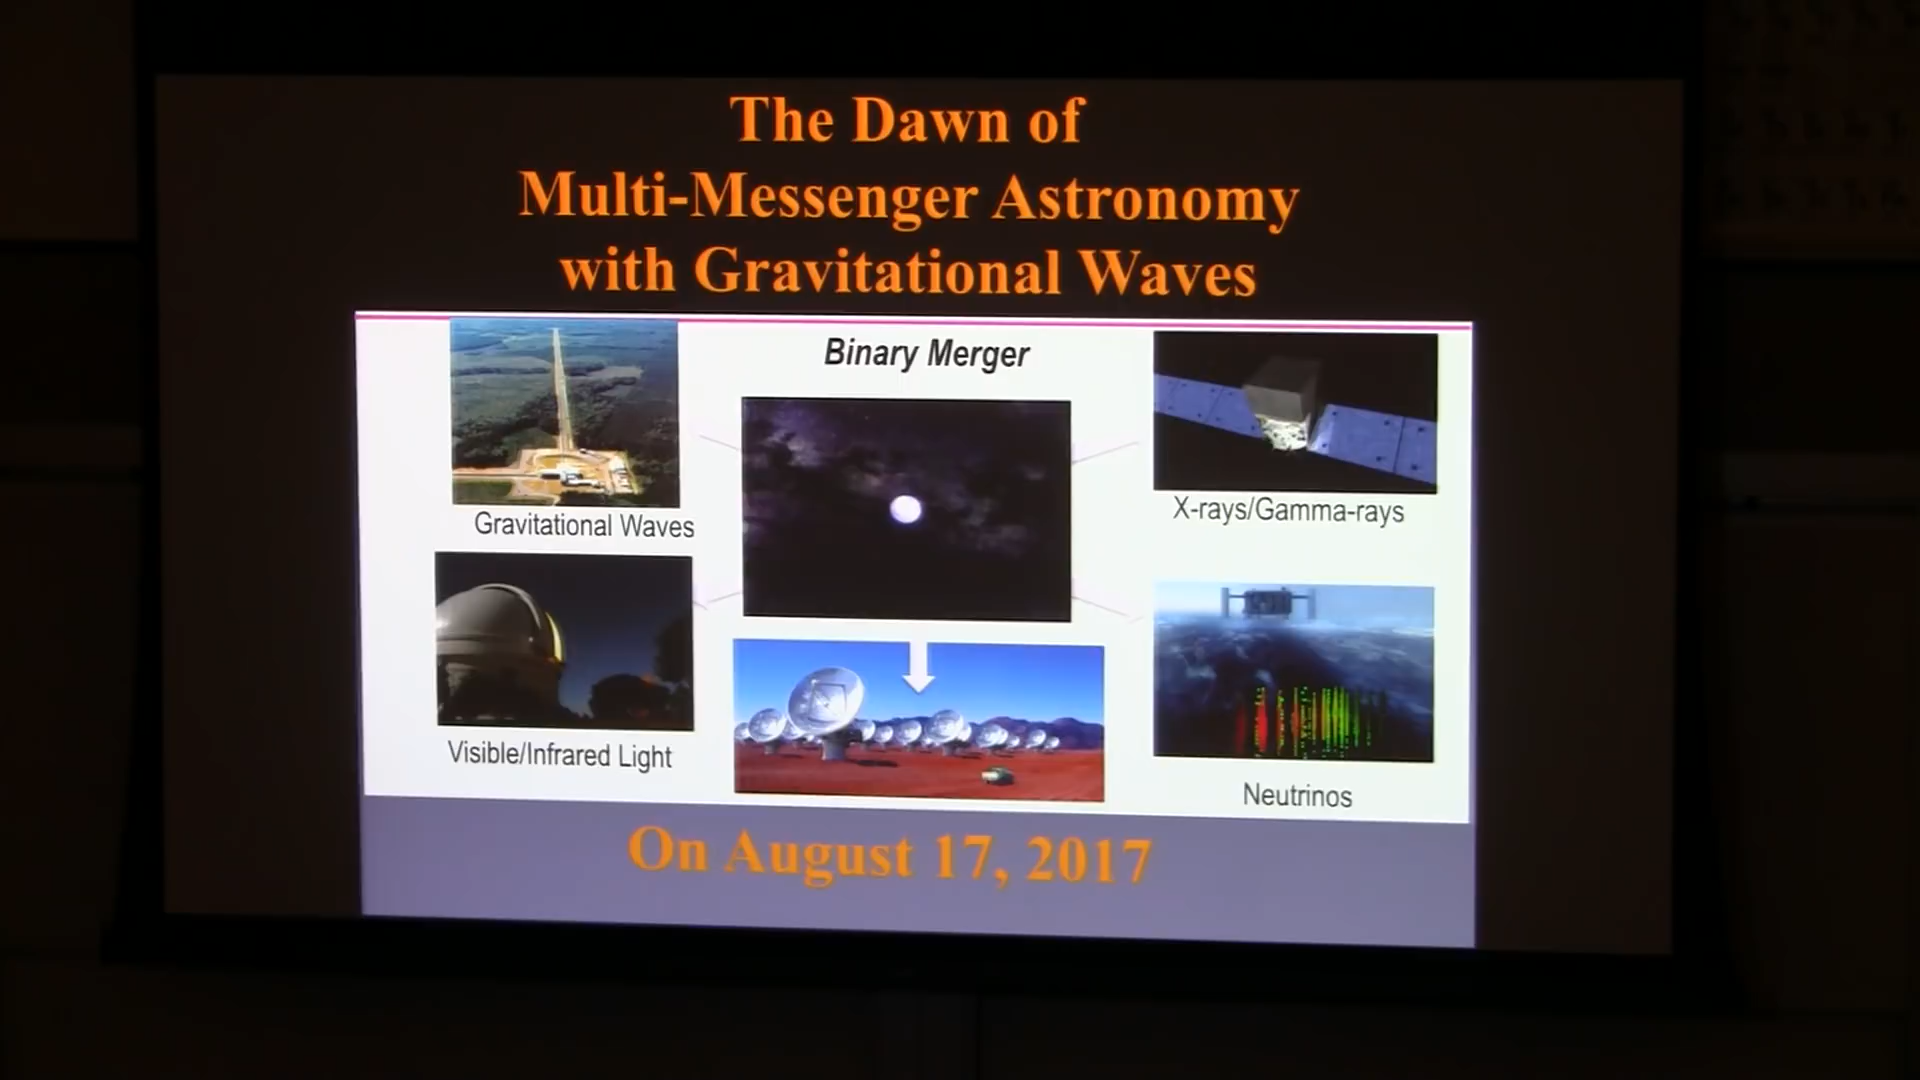 The Dawn of
Multi-Messenger Astronomy
with Gravitational Waves
Binary Merger
Gravitational Waves
X-rays/Gamma-rays
Visible/Infrared Light
Neutrinos
On August 17, 2017